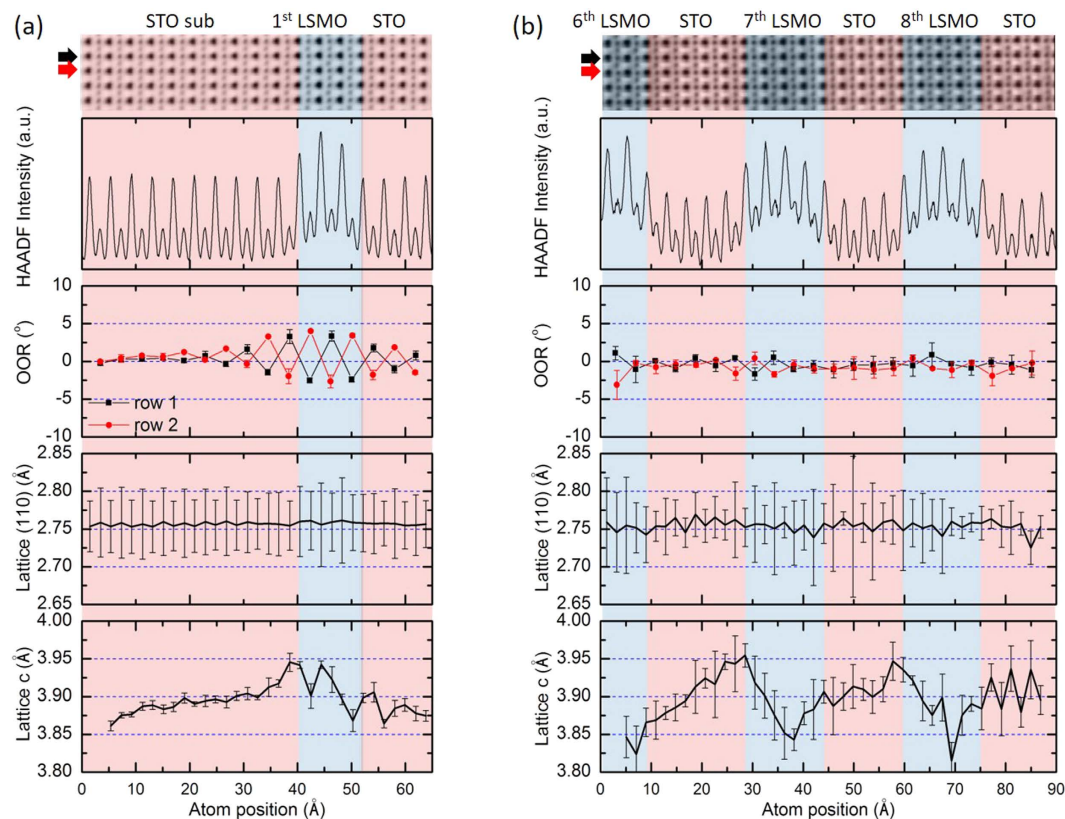 (a) STO sub 1st LSMO STO
HAADF Intensity (a.u.)
10
5
0
-5
-10
OOR (°)
row 1
row 2
2.85
2.80
2.75
2.70
2.65
Lattice (110) (Å)
4.00
3.95
3.90
3.85
3.80
Lattice c (Å)
0 10 20 30 40 50 60
Atom position (Å)
(b) 6th LSMO STO 7th LSMO STO 8th LSMO STO
HAADF Intensity (a.u.)
10
5
0
-5
-10
OOR (°)
2.85
2.80
2.75
2.70
2.65
Lattice (110) (Å)
4.00
3.95
3.90
3.85
3.80
Lattice c (Å)
0 10 20 30 40 50 60 70 80 90
Atom position (Å)